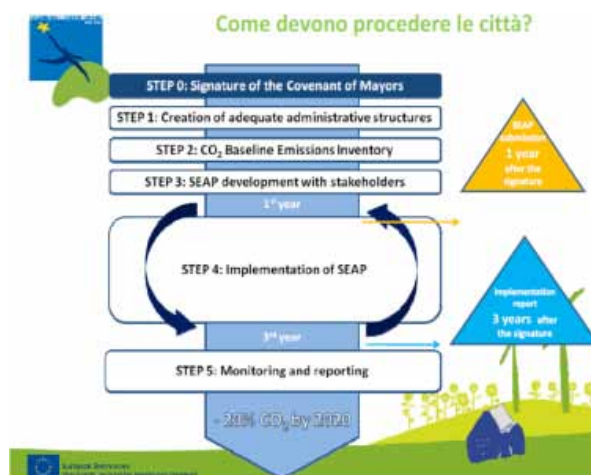 Come devono procedere le città?
STEP 0: Signature of the Covenant of Mayors
STEP 1: Creation of adequate administrative structures
STEP 2: CO₂ Baseline Emissions Inventory
STEP 3: SEAP development with stakeholders
1st year
SEAP
submission
1 year
after the
signature
STEP 4: Implementation of SEAP
Implementation
report
3 years after
the signature
3rd year
STEP 5: Monitoring and reporting
- 20% CO₂ by 2020